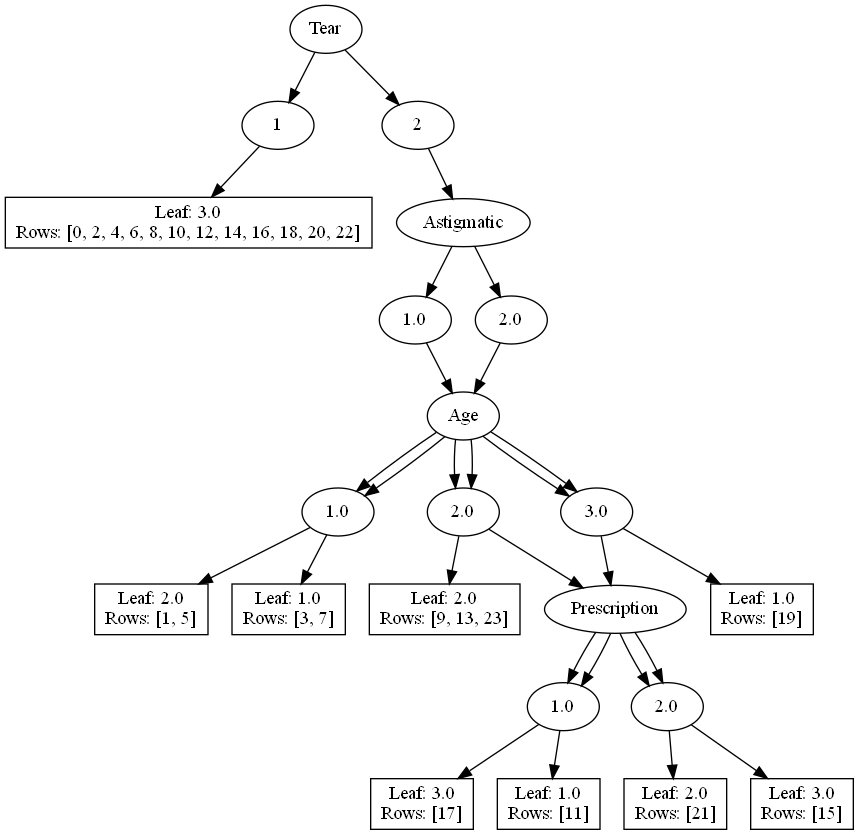 Tear
1
2
Leaf: 3.0
Rows: [0, 2, 4, 6, 8, 10, 12, 14, 16, 18, 20, 22]
Astigmatic
1.0
2.0
Age
1.0
2.0
3.0
Leaf: 2.0
Rows: [1, 5]
Leaf: 1.0
Rows: [3, 7]
Leaf: 2.0
Rows: [9, 13, 23]
Prescription
Leaf: 1.0
Rows: [19]
1.0
2.0
Leaf: 3.0
Rows: [17]
Leaf: 1.0
Rows: [11]
Leaf: 2.0
Rows: [21]
Leaf: 3.0
Rows: [15]